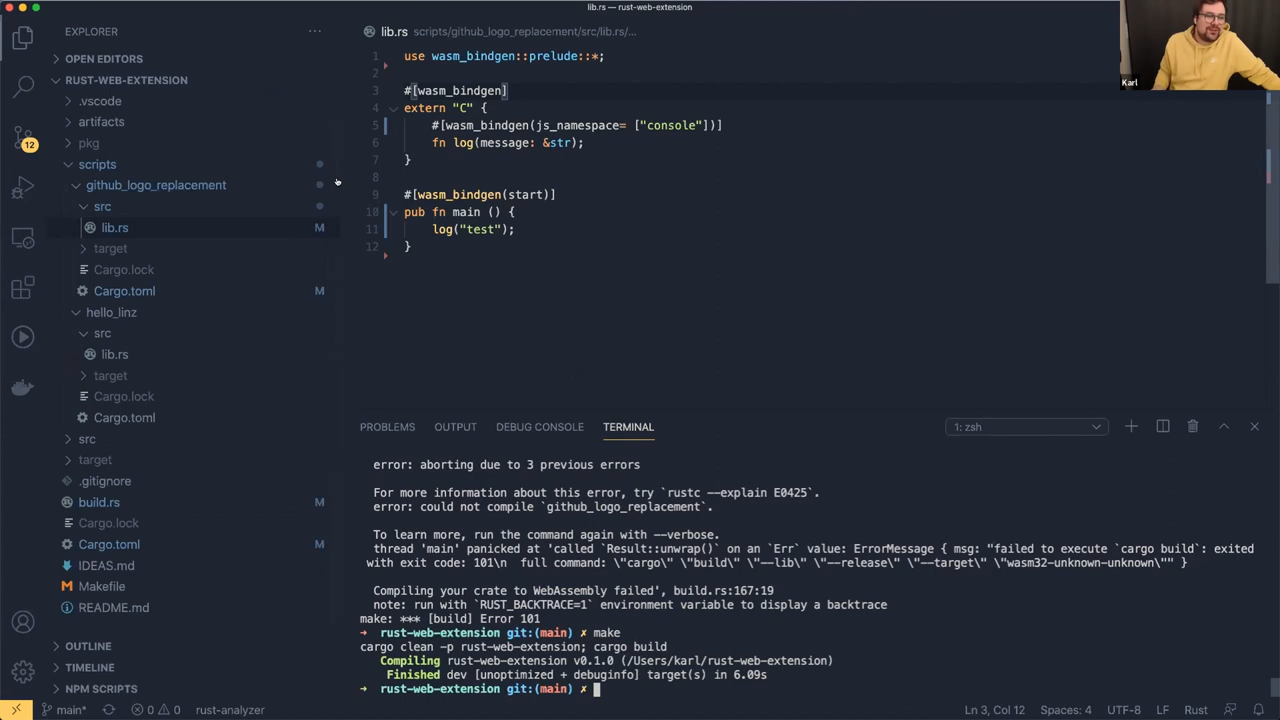 lib.rs — rust-web-extension
EXPLORER
OPEN EDITORS
RUST-WEB-EXTENSION
.vscode
artifacts
pkg
scripts
github_logo_replacement
src
lib.rs M
target
Cargo.lock
Cargo.toml M
hello_linz
src
lib.rs
target
Cargo.lock
Cargo.toml
src
target
.gitignore
build.rs M
Cargo.lock
Cargo.toml M
IDEAS.md
Makefile
README.md
OUTLINE
TIMELINE
NPM SCRIPTS
12
lib.rs scripts/github_logo_replacement/src/lib.rs/...
1 use wasm_bindgen::prelude::*;
2
3 #[wasm_bindgen]
4 extern "C" {
5 #[wasm_bindgen(js_namespace= ["console"])]
6 fn log(message: &str);
7 }
8
9 #[wasm_bindgen(start)]
10 pub fn main () {
11 log("test");
12 }
Karl
PROBLEMS OUTPUT DEBUG CONSOLE TERMINAL 1: zsh
error: aborting due to 3 previous errors
For more information about this error, try `rustc --explain E0425`.
error: could not compile `github_logo_replacement`.
To learn more, run the command again with --verbose.
thread 'main' panicked at 'called `Result::unwrap()` on an `Err` value: ErrorMessage { msg: "failed to execute `cargo build`: exited
with exit code: 101\n  full command: \"cargo\" \"build\" \"--lib\" \"--release\" \"--target\" \"wasm32-unknown-unknown\"" }
Compiling your crate to WebAssembly failed', build.rs:167:19
note: run with `RUST_BACKTRACE=1` environment variable to display a backtrace
make: *** [build] Error 101
➜ rust-web-extension git:(main) ✗ make
cargo clean -p rust-web-extension; cargo build
Compiling rust-web-extension v0.1.0 (/Users/karl/rust-web-extension)
Finished dev [unoptimized + debuginfo] target(s) in 6.09s
➜ rust-web-extension git:(main) ✗
main* 0 0 rust-analyzer Ln 3, Col 12 Spaces: 4 UTF-8 LF Rust